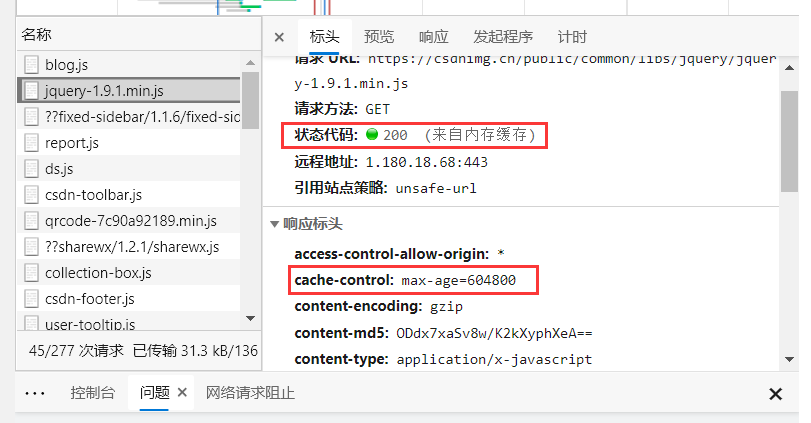 名称
blog.js
jquery-1.9.1.min.js
??fixed-sidebar/1.1.6/fixed-sid
report.js
ds.js
csdn-toolbar.js
qrcode-7c90a92189.min.js
??sharewx/1.2.1/sharewx.js
collection-box.js
csdn-footer.js
user-tooltip.js
45/277 次请求 已传输 31.3 kB/136
× 标头 预览 响应 发起程序 计时
请求 URL: https://csdnimg.cn/public/common/libs/jquery/jquer
y-1.9.1.min.js
请求方法: GET
状态代码: 200 (来自内存缓存)
远程地址: 1.180.18.68:443
引用站点策略: unsafe-url
响应标头
access-control-allow-origin: *
cache-control: max-age=604800
content-encoding: gzip
content-md5: ODdx7xaSv8w/K2kXyphXeA==
content-type: application/x-javascript
··· 控制台 问题 × 网络请求阻止 ×